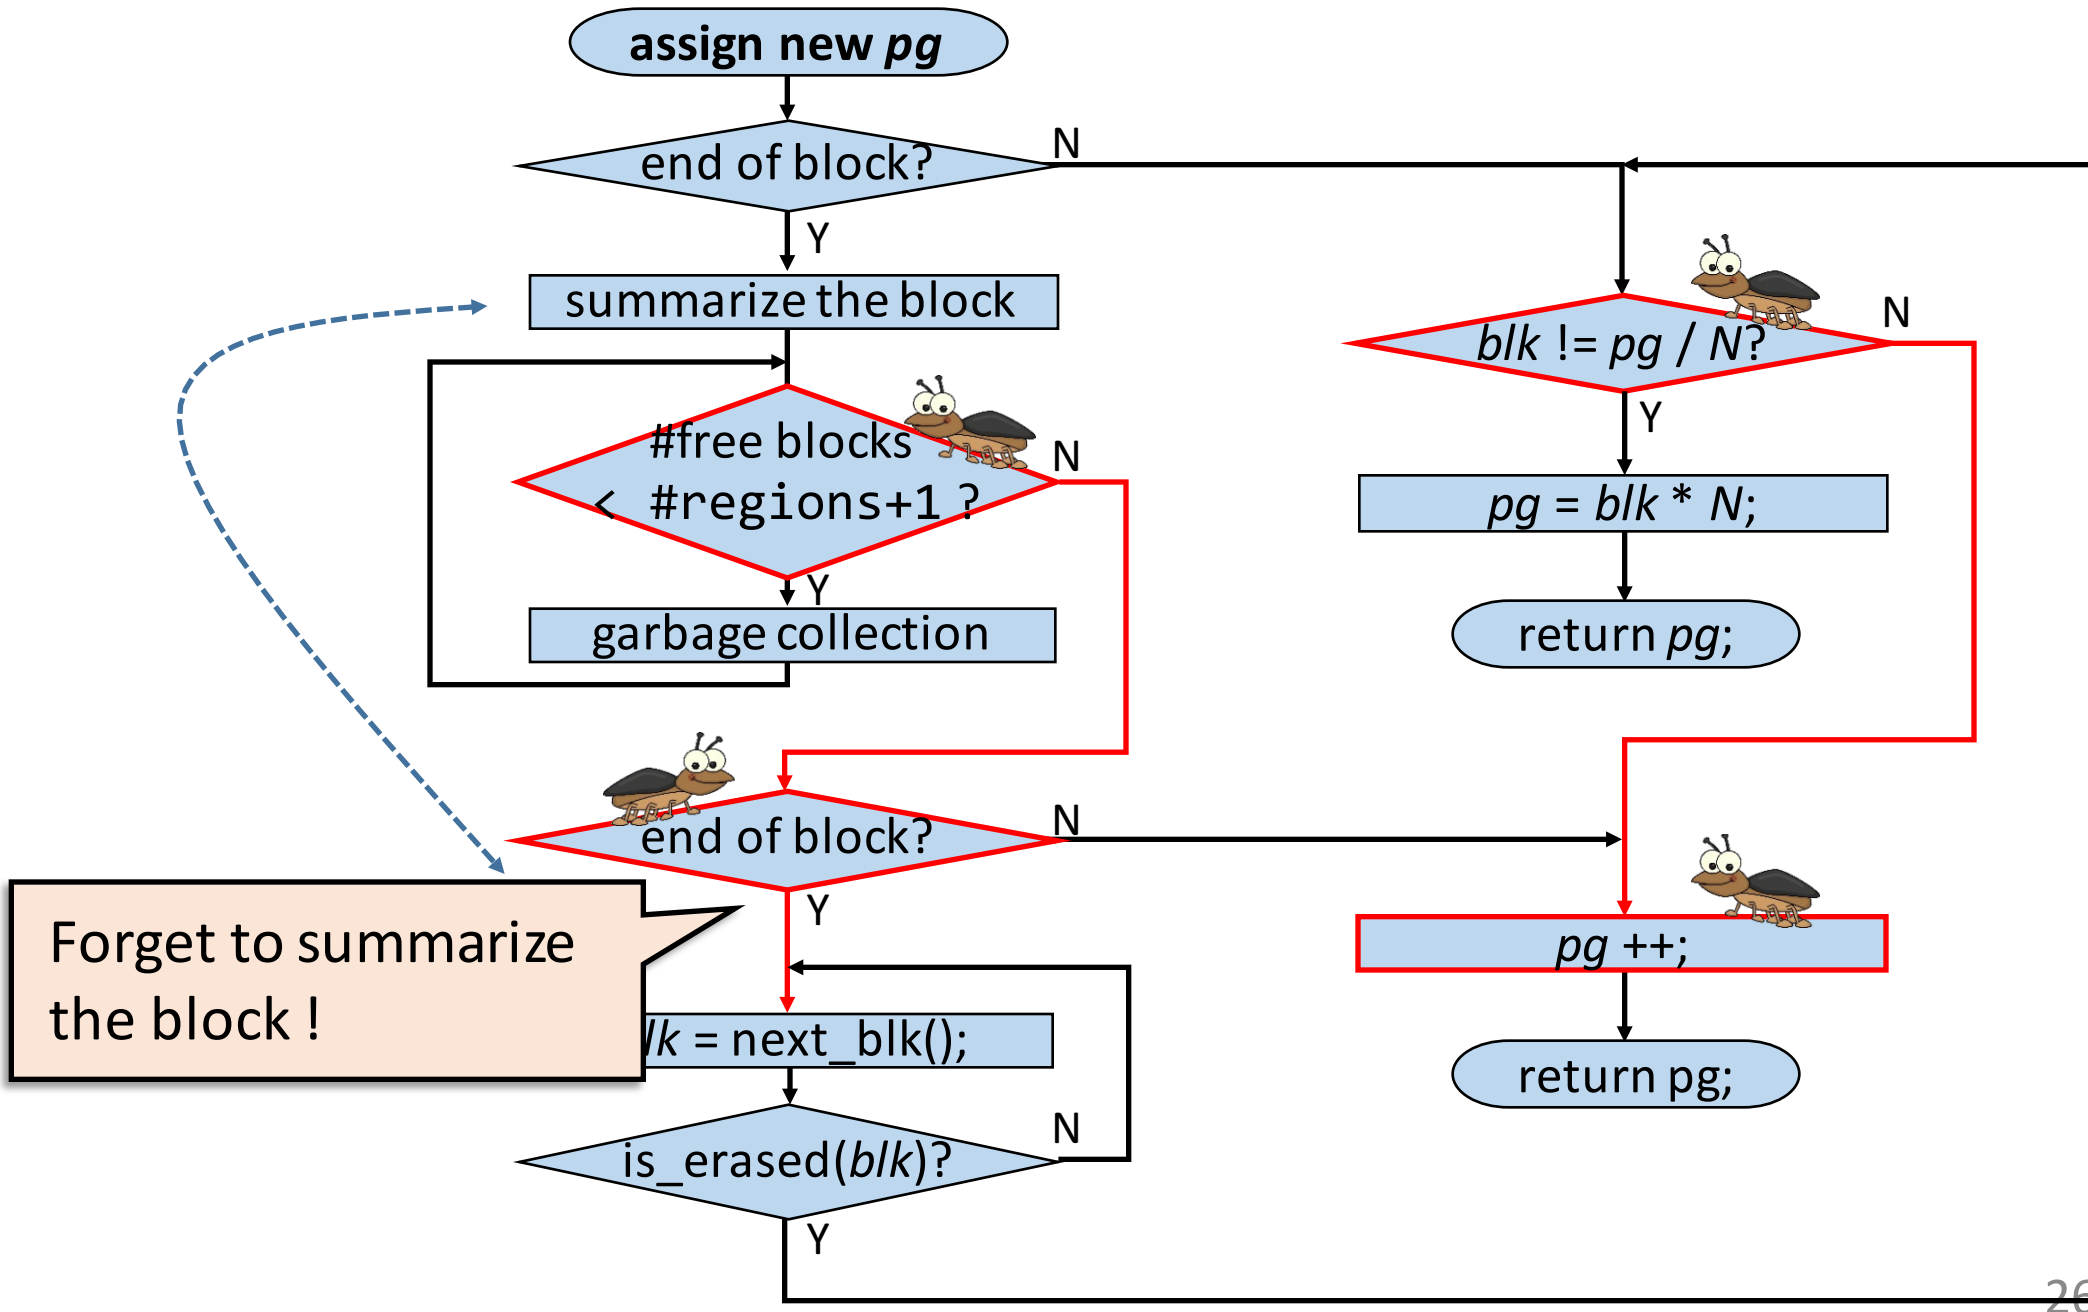 assign new pg
end of block?
N
Y
summarize the block
#free blocks
< #regions+1 ?
N
Y
garbage collection
end of block?
N
Y
Forget to summarize
the block !
lk = next_blk();
is_erased(blk)?
N
Y
blk != pg / N?
N
Y
pg = blk * N;
return pg;
pg ++;
return pg;
26